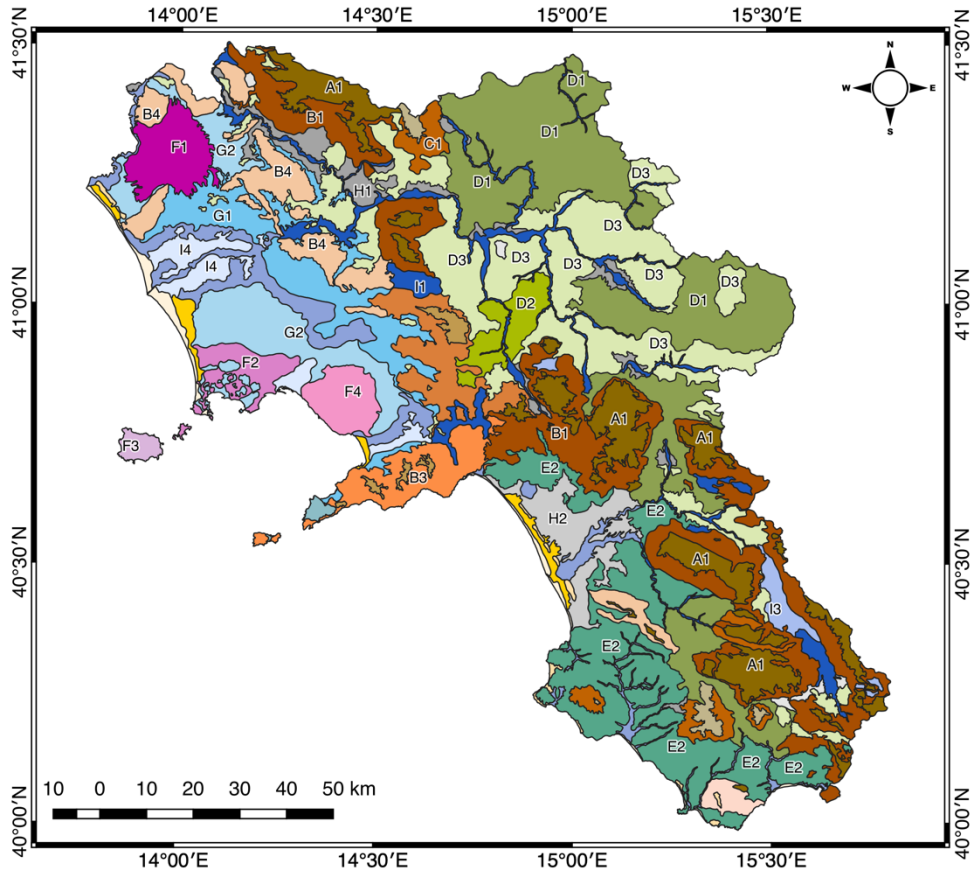 14°00'E 14°30'E 15°00'E 15°30'E
41°30'N 41°30'N
N
W E
S
D1
A1
B4 B1
D1
C1
F1 G2
B4 D1 D3
H1
G1 D3
B4
I4 D3 D3 D3 D3
I4
I1 D1 D3
41°00'N 41°00'N
D2
G2
D3
F2
F4
A1
F3 B1 A1
B3 E2
H2 E2
40°30'N 40°30'N
A1
I3
E2
A1
E2
E2 E2
10 0 10 20 30 40 50 km
40°00'N 40°00'N
14°00'E 14°30'E 15°00'E 15°30'E